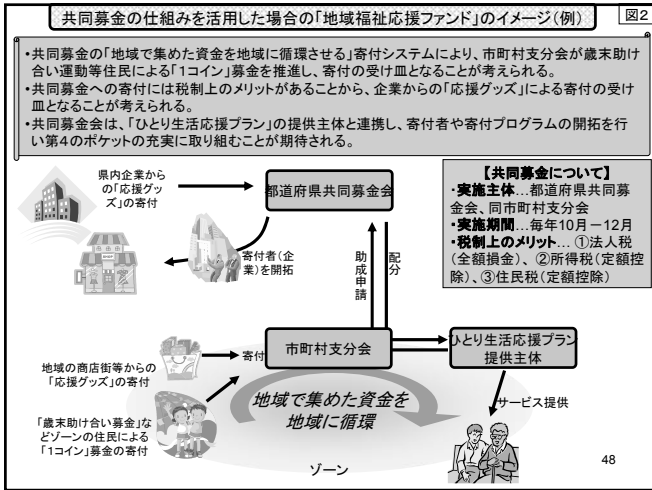 共同募金の仕組みを活用した場合の「地域福祉応援ファンド」のイメージ(例)
図2
・共同募金の「地域で集めた資金を地域に循環させる」寄付システムにより、市町村支分会が歳末助け
合い運動等住民による「1コイン」募金を推進し、寄付の受け皿となることが考えられる。
・共同募金への寄付には税制上のメリットがあることから、企業からの「応援グッズ」による寄付の受け
皿となることが考えられる。
・共同募金会は、「ひとり生活応援プラン」の提供主体と連携し、寄付者や寄付プログラムの開拓を行
い第4のポケットの充実に取り組むことが期待される。
県内企業から
の「応援グッ
ズ」の寄付
都道府県共同募金会
【共同募金について】
・実施主体…都道府県共同募
金会、同市町村支分会
・実施期間…毎年10月－12月
・税制上のメリット… ①法人税
(全額損金)、②所得税(定額控
除)、③住民税(定額控除)
SHOP
寄付者(企
業)を開拓
助成申請
配分
地域の商店街等からの
「応援グッズ」の寄付
寄付
市町村支分会
ひとり生活応援プラン
提供主体
「歳末助け合い募金」な
どゾーンの住民による
「1コイン」募金の寄付
地域で集めた資金を
地域に循環
サービス提供
ゾーン
48